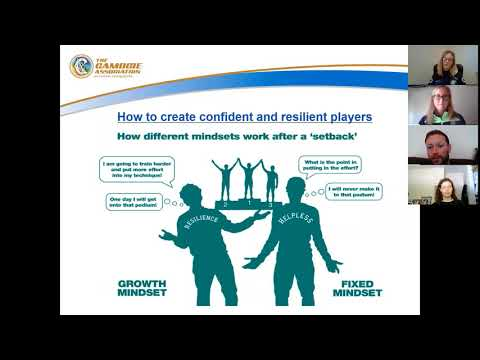 THE
CAMOGIE
ASSOCIATION
How to create confident and resilient players
How different mindsets work after a ‘setback’
I am going to train harder
and put more effort
into my technique!
One day I will get
onto that podium!
What is the point in
putting in the effort?
I will never make it
to that podium!
2 1 3
RESILIENCE
HELPLESS
GROWTH
MINDSET
FIXED
MINDSET